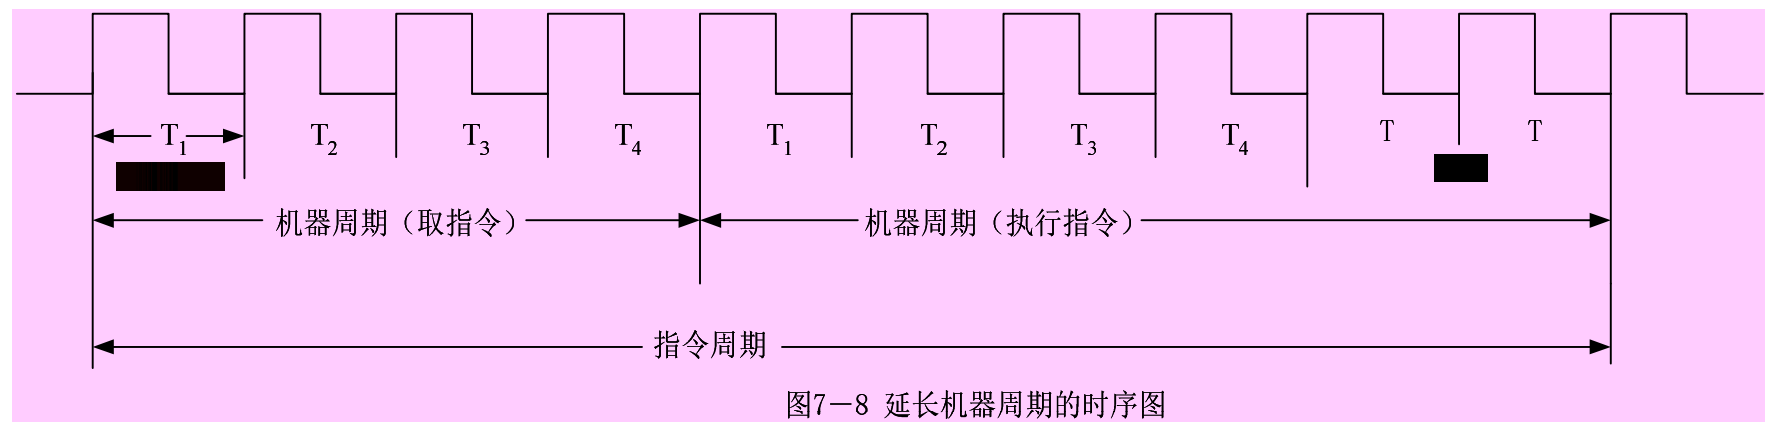 T1 T2 T3 T4 T1 T2 T3 T4 T T
机器周期（取指令） 机器周期（执行指令）
指令周期
图7－8 延长机器周期的时序图